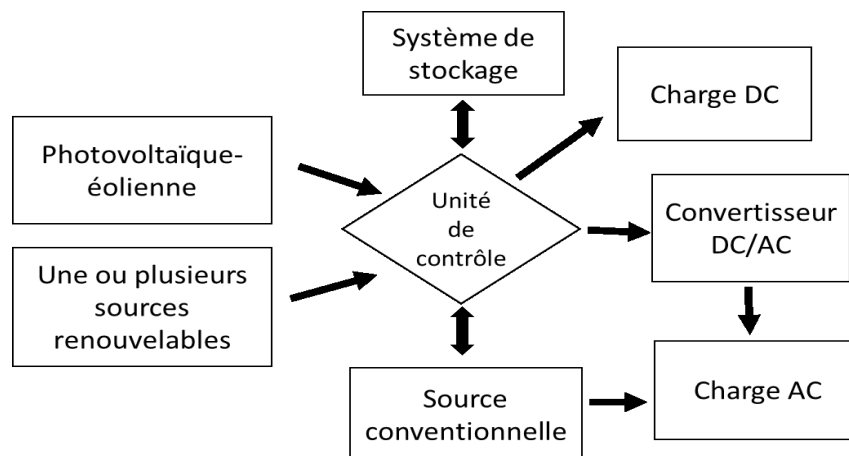 Système de
stockage
Charge DC
Photovoltaïque-
éolienne
Unité
de
contrôle
Convertisseur
DC/AC
Une ou plusieurs
sources
renouvelables
Source
conventionnelle
Charge AC